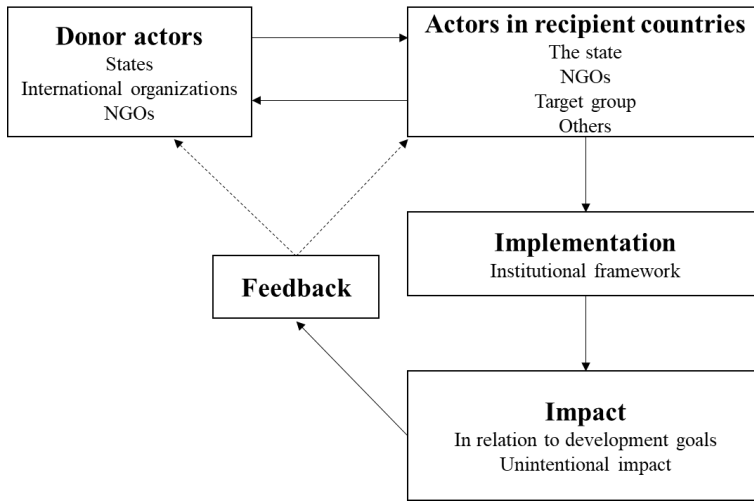 Donor actors
States
International organizations
NGOs
Actors in recipient countries
The state
NGOs
Target group
Others
Implementation
Institutional framework
Feedback
Impact
In relation to development goals
Unintentional impact